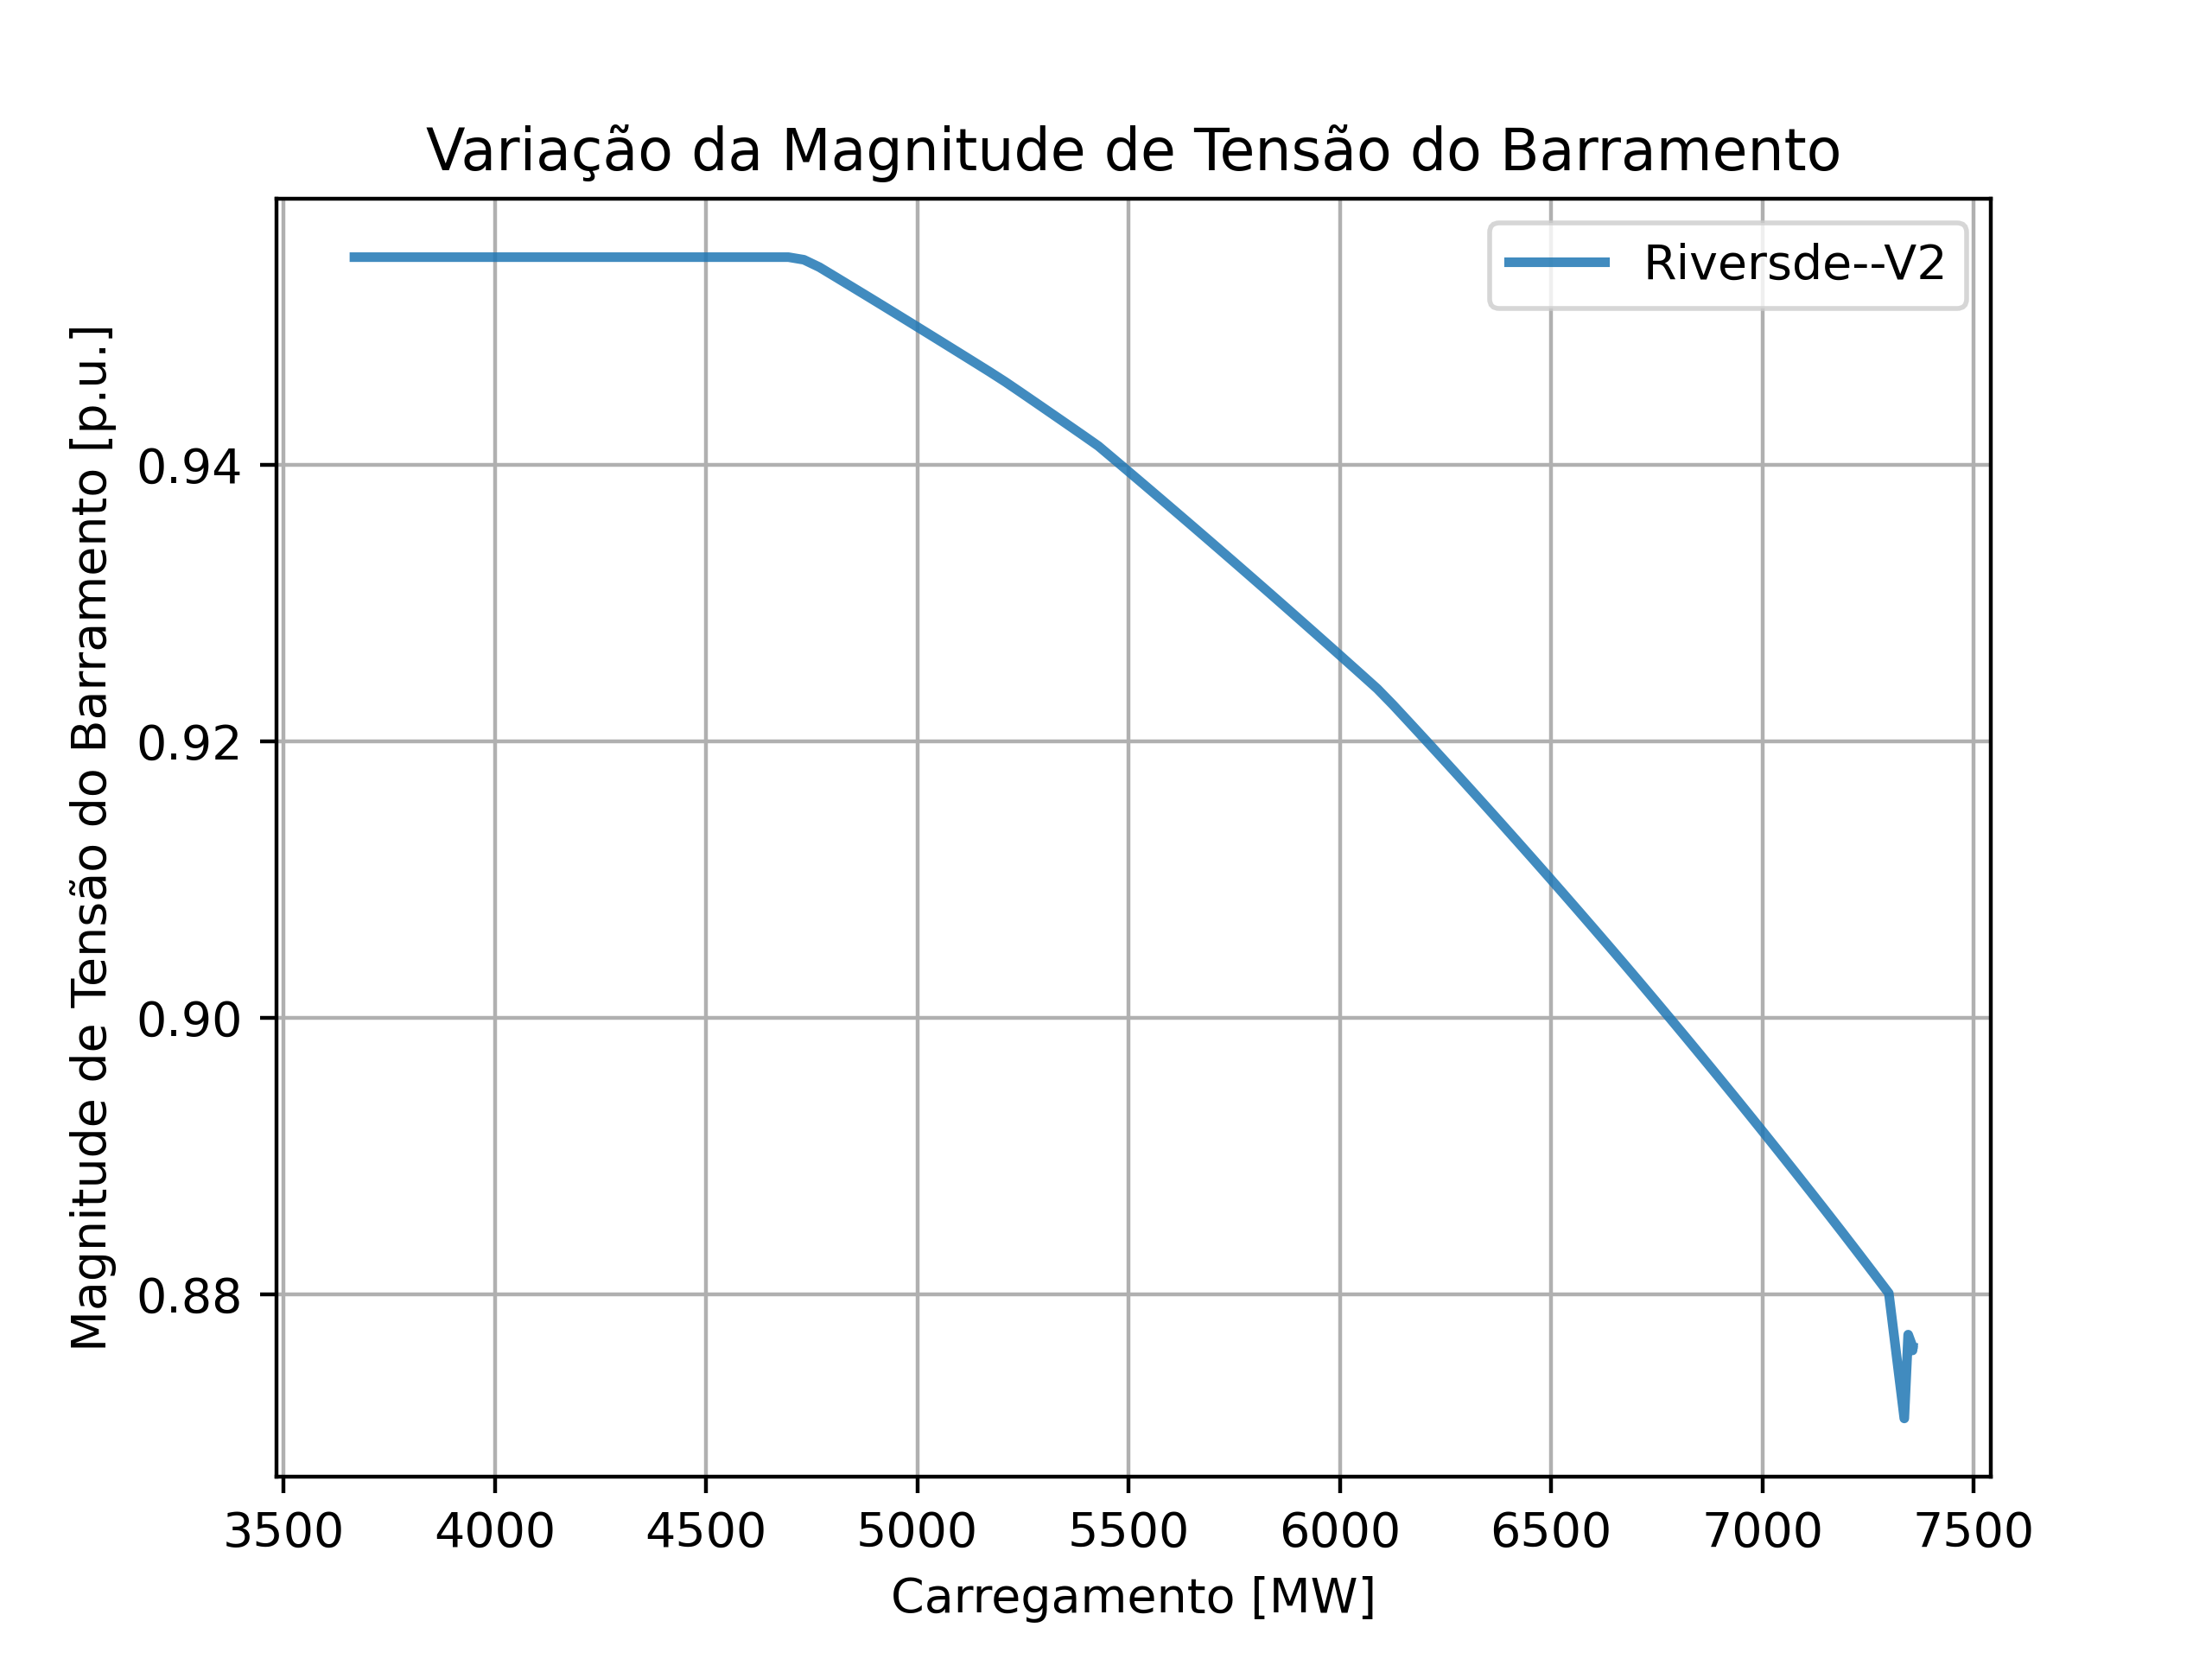 Variação da Magnitude de Tensão do Barramento
Riversde--V2
Magnitude de Tensão do Barramento [p.u.]
0.94
0.92
0.90
0.88
3500 4000 4500 5000 5500 6000 6500 7000 7500
Carregamento [MW]